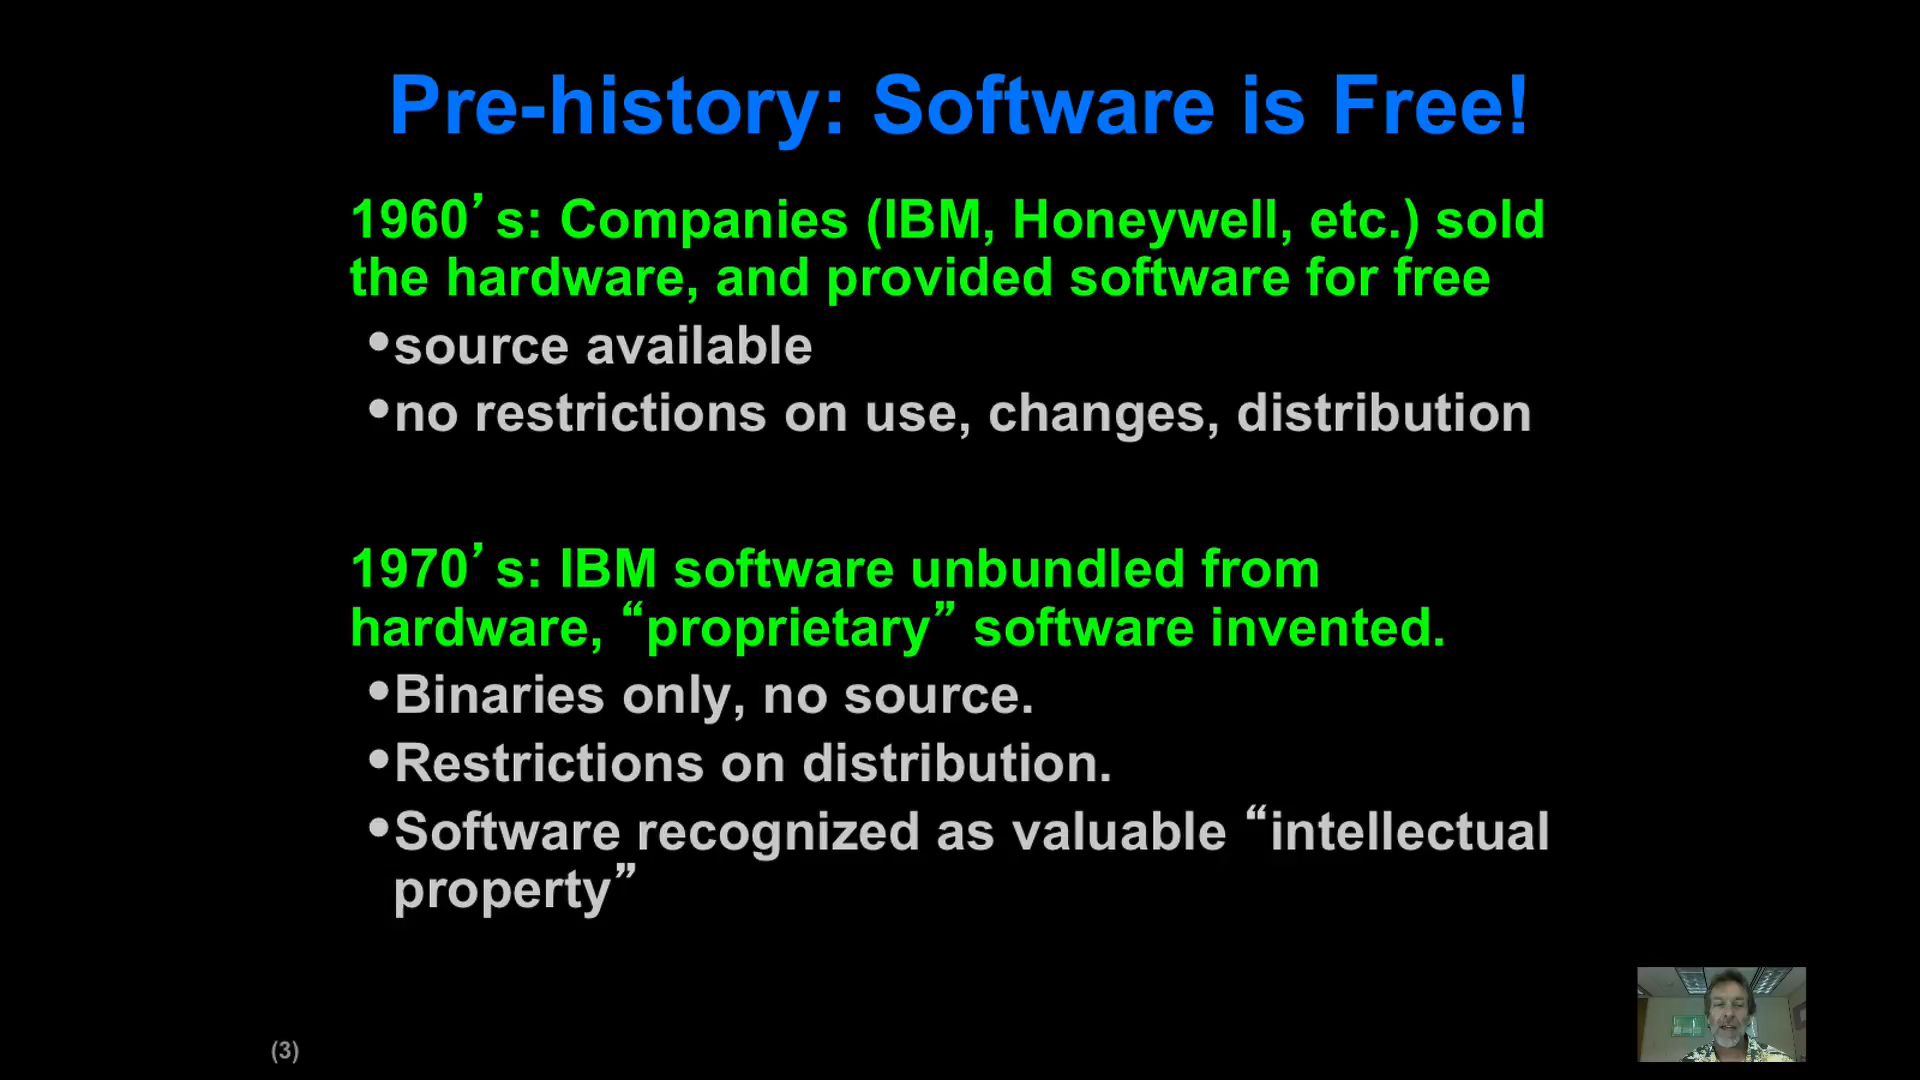 Pre-history: Software is Free!
1960’s: Companies (IBM, Honeywell, etc.) sold
the hardware, and provided software for free
•source available
•no restrictions on use, changes, distribution
1970’s: IBM software unbundled from
hardware, “proprietary” software invented.
•Binaries only, no source.
•Restrictions on distribution.
•Software recognized as valuable “intellectual
property”
(3)